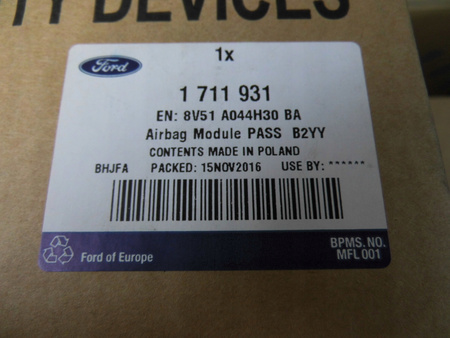 TY DEVICES
1x
Ford
1 711 931
EN: 8V51 A044H30 BA
Airbag Module PASS B2YY
CONTENTS MADE IN POLAND
BHJFA PACKED: 15NOV2016 USE BY: ******
Ford of Europe
BPMS. NO.
MFL 001